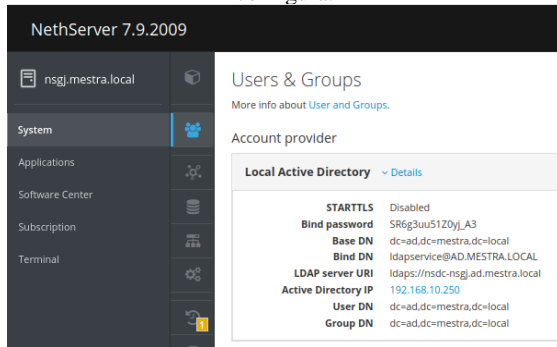 NethServer 7.9.2009
nsgj.mestra.local
System
Applications
Software Center
Subscription
Terminal
1
Users & Groups
More info about User and Groups.
Account provider
Local Active Directory Details
STARTTLS Disabled
Bind password SR6g3uu51Z0yj_A3
Base DN dc=ad,dc=mestra,dc=local
Bind DN ldapservice@AD.MESTRA.LOCAL
LDAP server URI ldaps://nsdc-nsgj.ad.mestra.local
Active Directory IP 192.168.10.250
User DN dc=ad,dc=mestra,dc=local
Group DN dc=ad,dc=mestra,dc=local